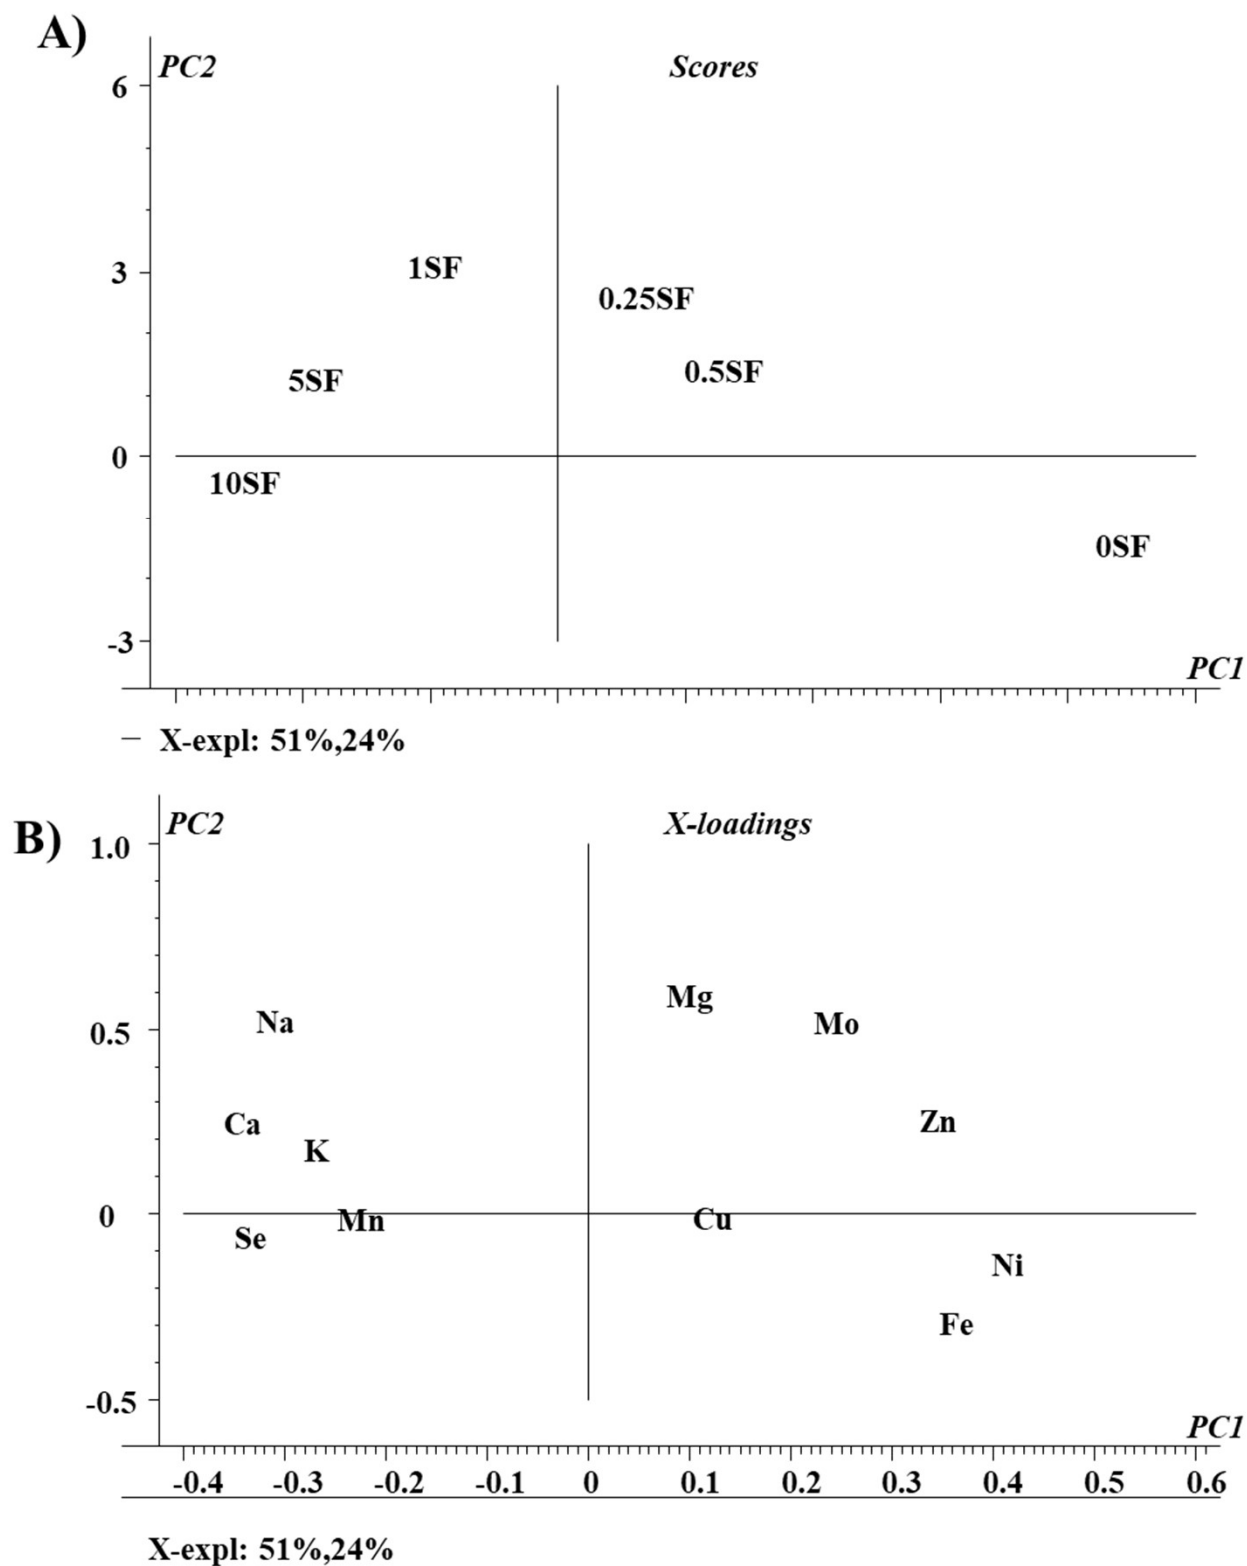 A)
PC2
Scores
6
1SF
3
0.25SF
0.5SF
5SF
0
10SF
0SF
-3
PC1
X-expl: 51%,24%
B)
PC2
X-loadings
1.0
Mg
Na
Mo
0.5
Ca
Zn
K
0
Se
Mn
Cu
Ni
Fe
-0.5
PC1
-0.4 -0.3 -0.2 -0.1 0 0.1 0.2 0.3 0.4 0.5 0.6
X-expl: 51%,24%